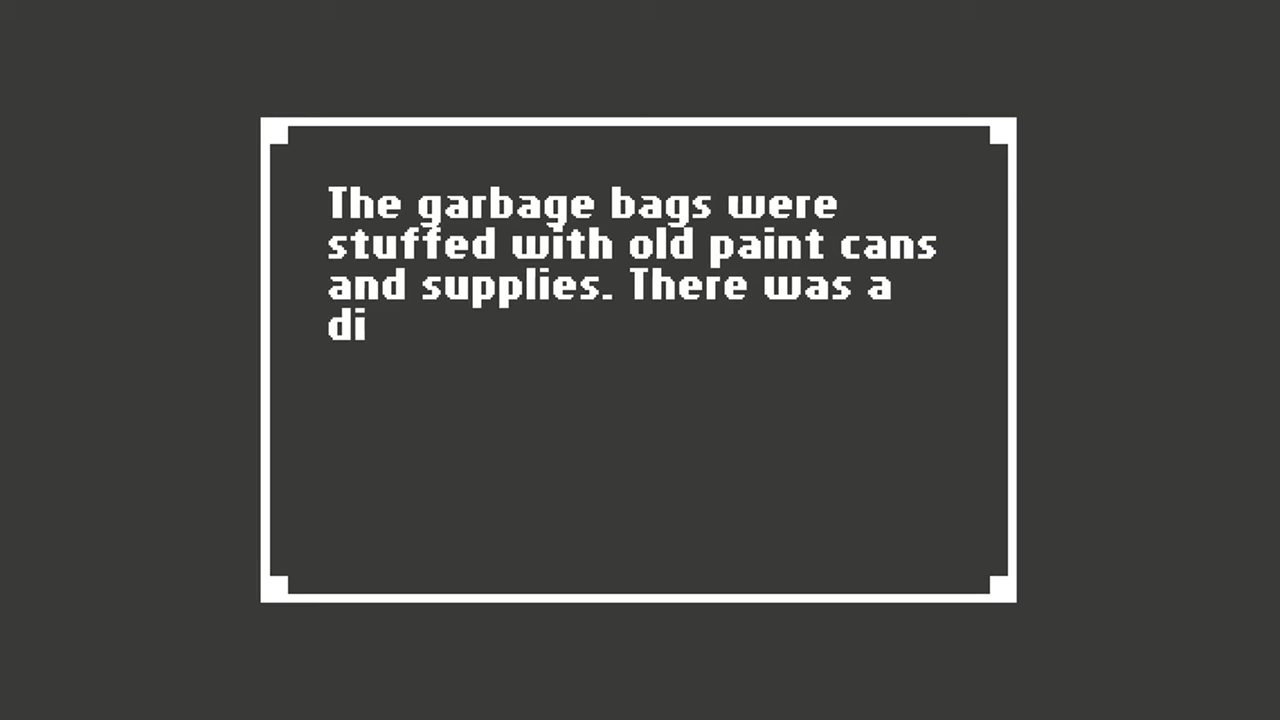 The garbage bags were
stuffed with old paint cans
and supplies. There was a
di